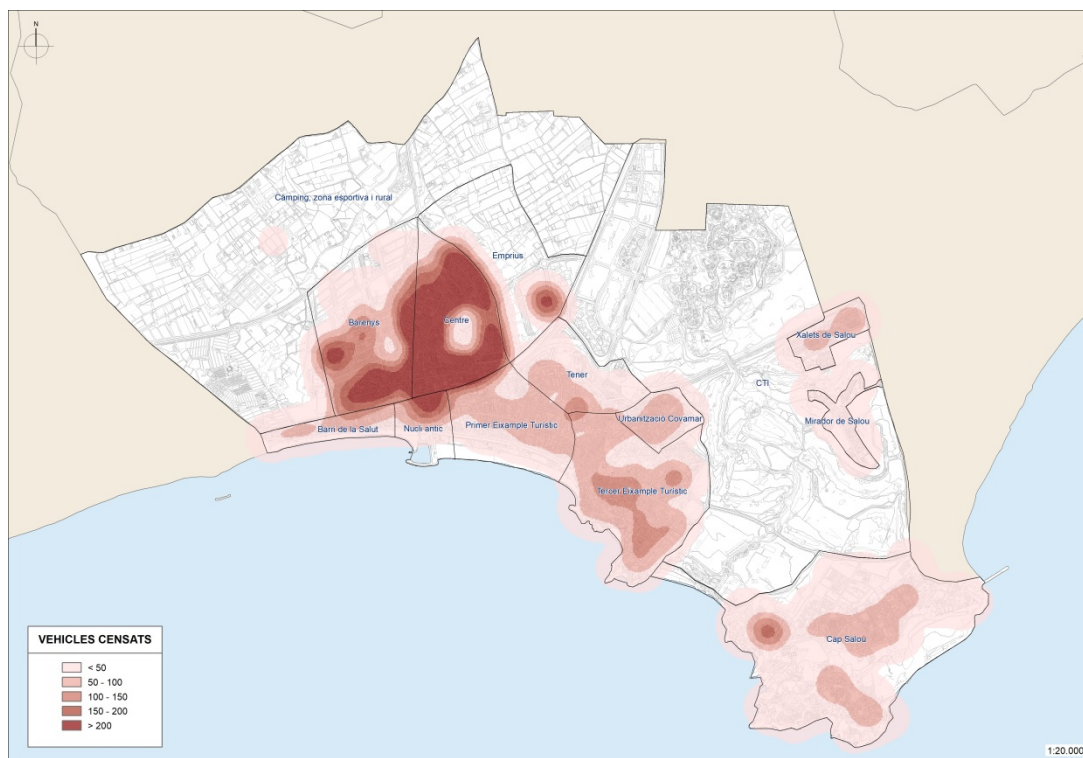 N
Càmping, zona esportiva i rural
Emprius
Barenys
Centre
Xalets de Salou
Tener
CTI
Urbanització Covamar
Mirador de Salou
Barri de la Salut
Nucli antic
Primer Eixample Turístic
Tercer Eixample Turístic
Cap Salou
VEHICLES CENSATS
< 50
50 - 100
100 - 150
150 - 200
> 200
1:20.000